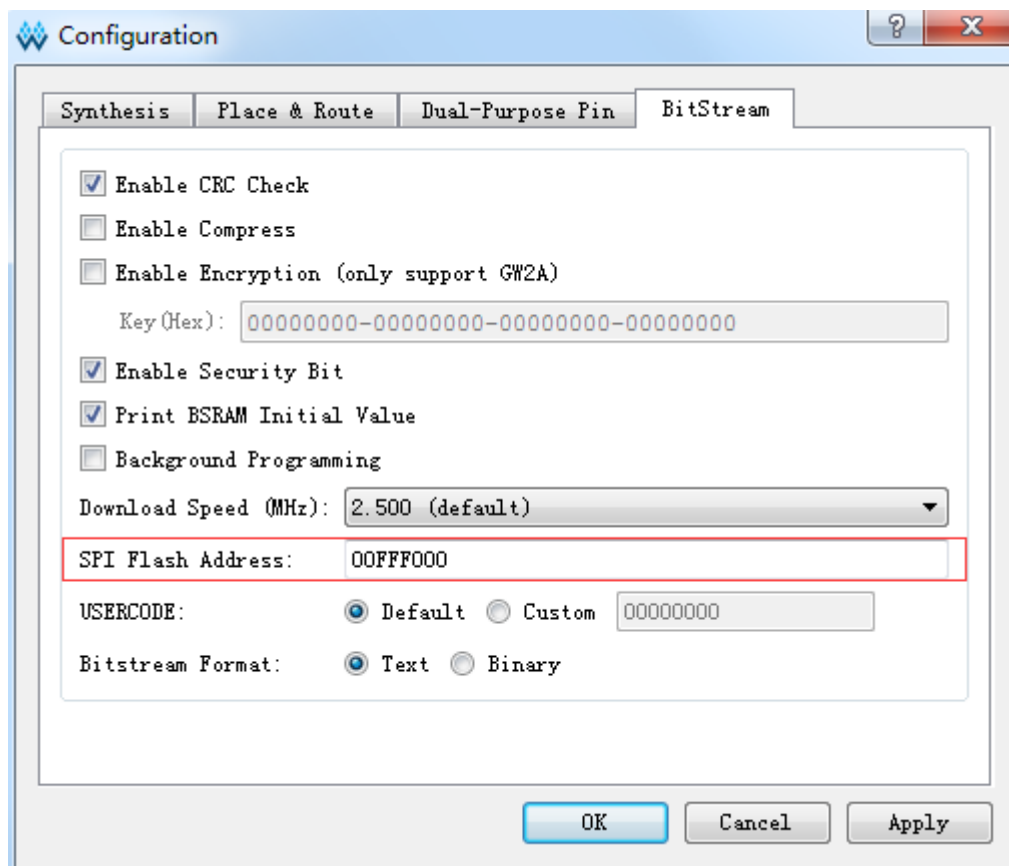 Configuration
Synthesis Place & Route Dual-Purpose Pin BitStream
Enable CRC Check
Enable Compress
Enable Encryption (only support GW2A)
Key(Hex): 00000000-00000000-00000000-00000000
Enable Security Bit
Print BSRAM Initial Value
Background Programming
Download Speed (MHz): 2.500 (default)
SPI Flash Address: 00FFF000
USERCODE: Default Custom 00000000
Bitstream Format: Text Binary
OK Cancel Apply